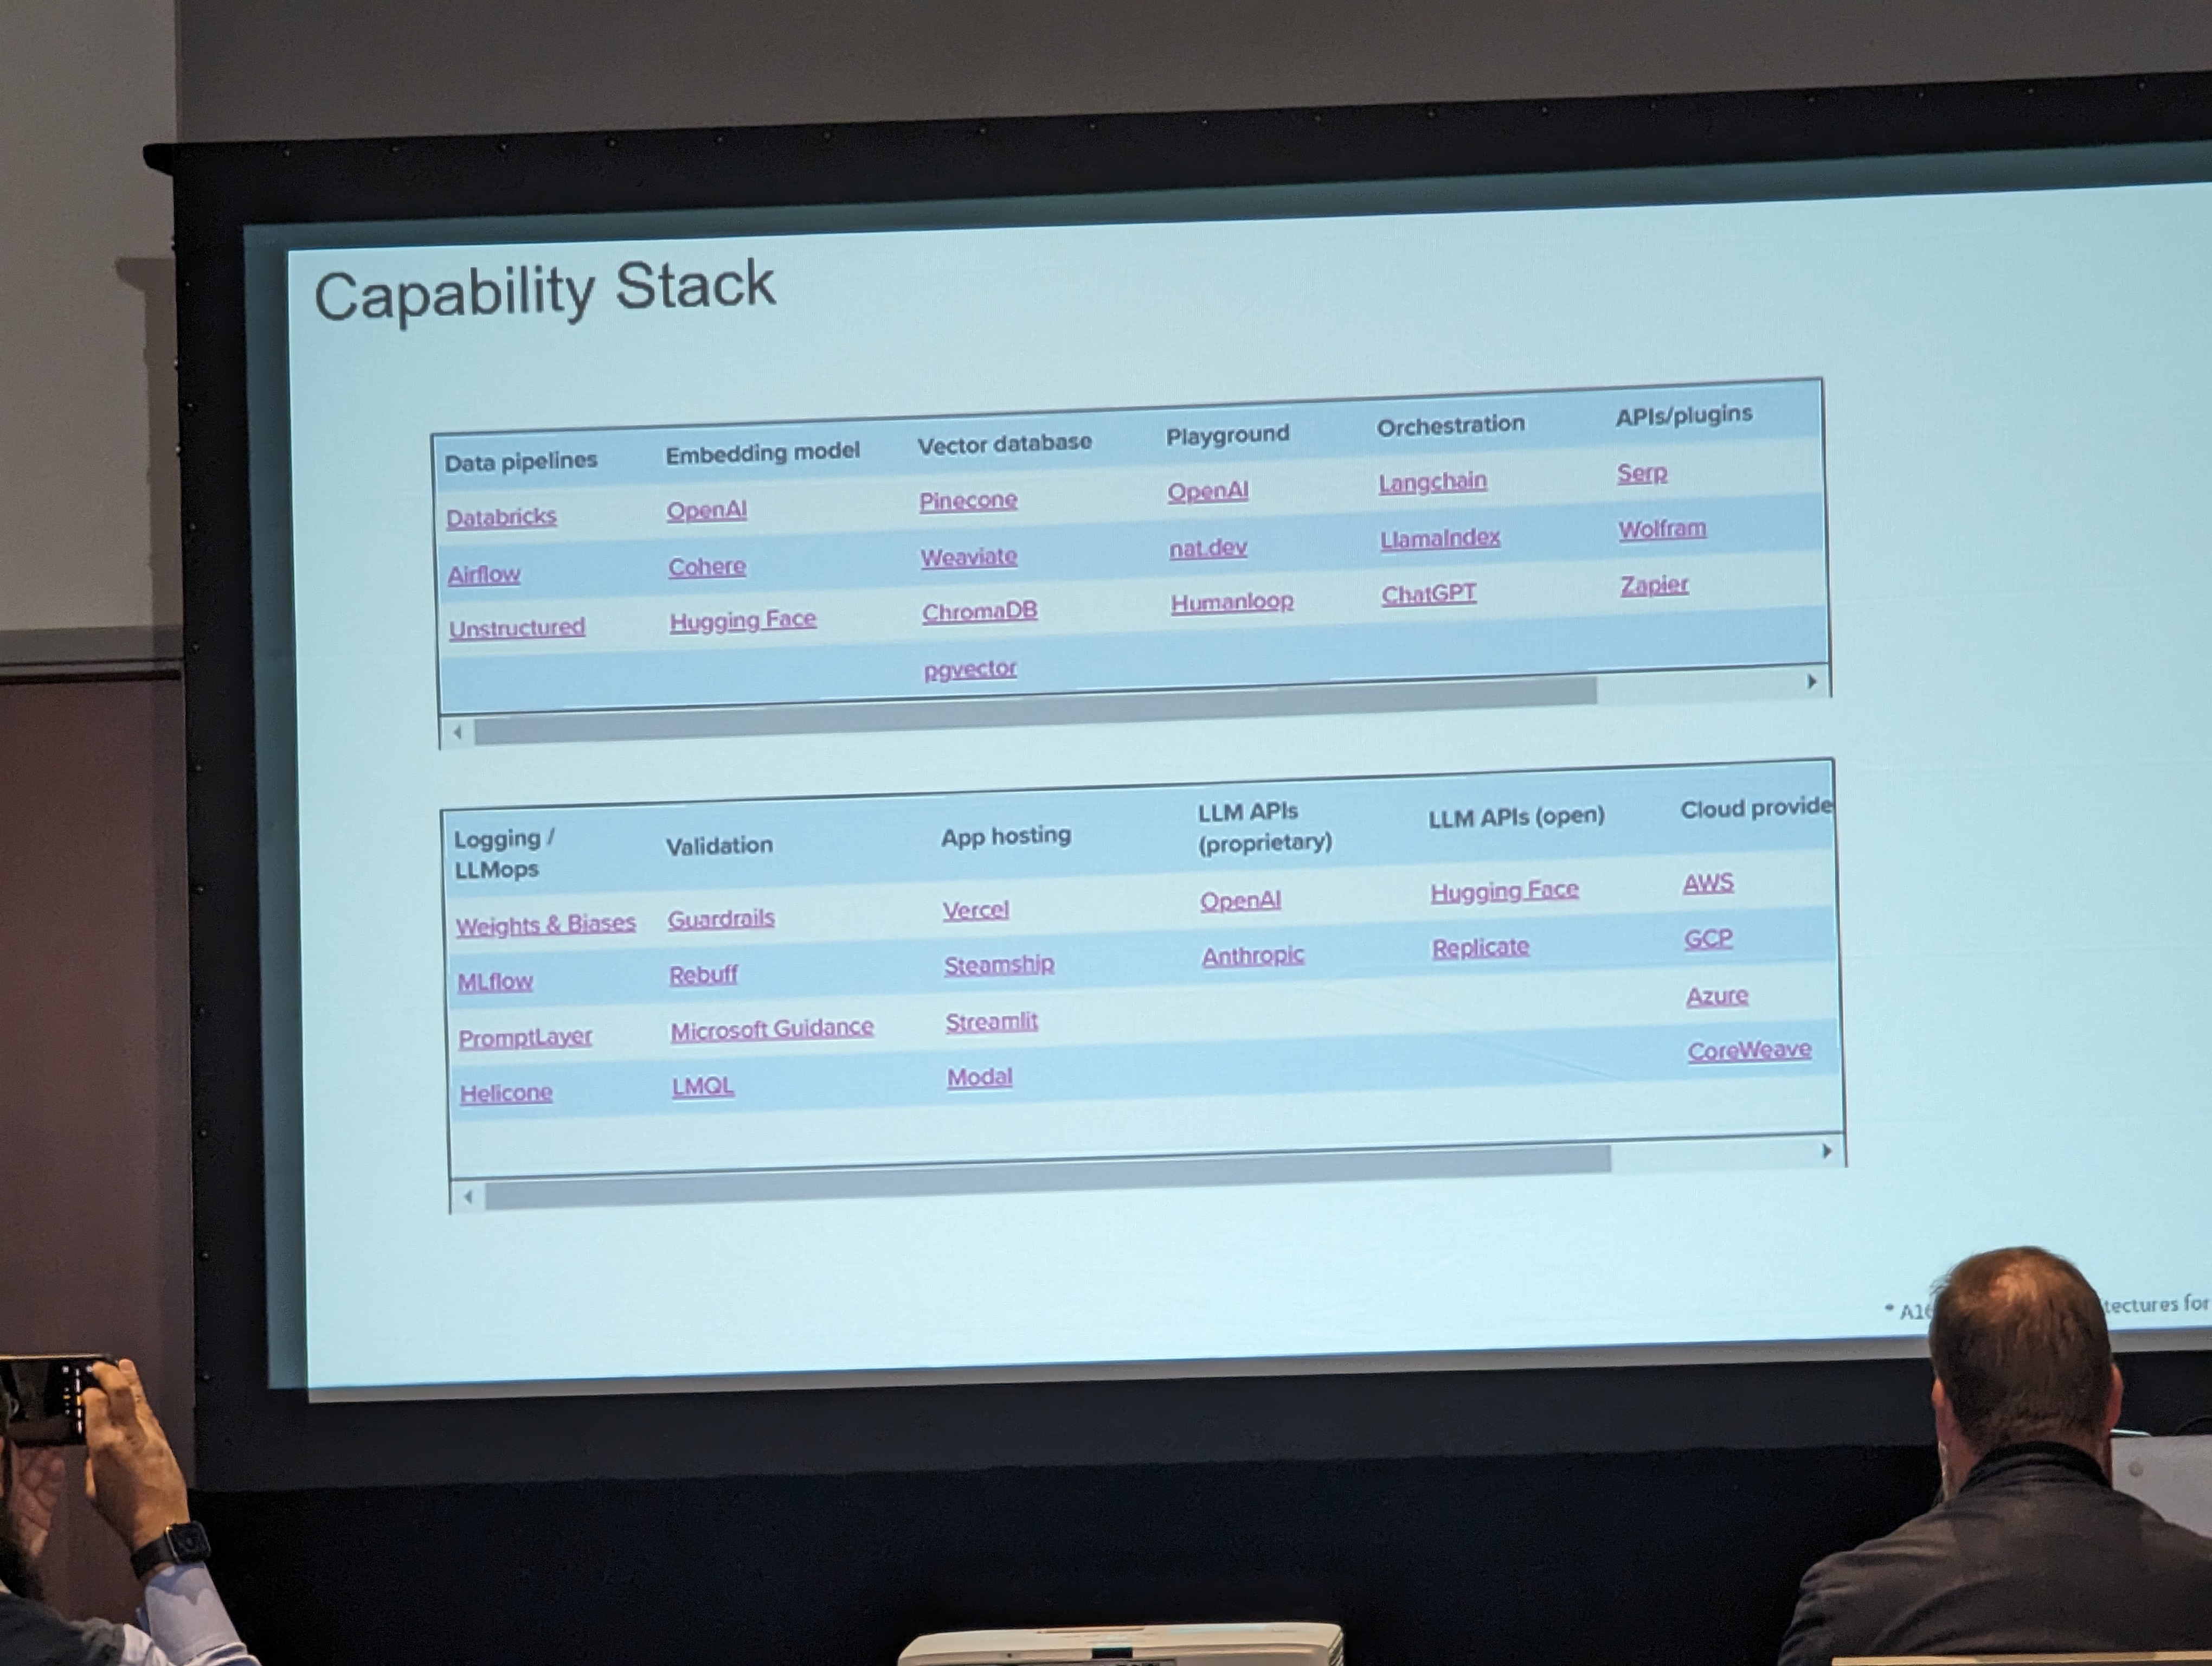 Capability Stack
Data pipelines Embedding model Vector database Playground Orchestration APIs/plugins
Databricks OpenAI Pinecone OpenAI Langchain Serp
Airflow Cohere Weaviate nat.dev LlamaIndex Wolfram
Unstructured Hugging Face ChromaDB Humanloop ChatGPT Zapier
pgvector
Logging /
LLMops
Validation
App hosting
LLM APIs
(proprietary)
LLM APIs (open)
Cloud provide
Weights & Biases Guardrails Vercel OpenAI Hugging Face AWS
MLflow Rebuff Steamship Anthropic Replicate GCP
PromptLayer Microsoft Guidance Streamlit Azure
Helicone LMQL Modal CoreWeave
* A16 tectures for